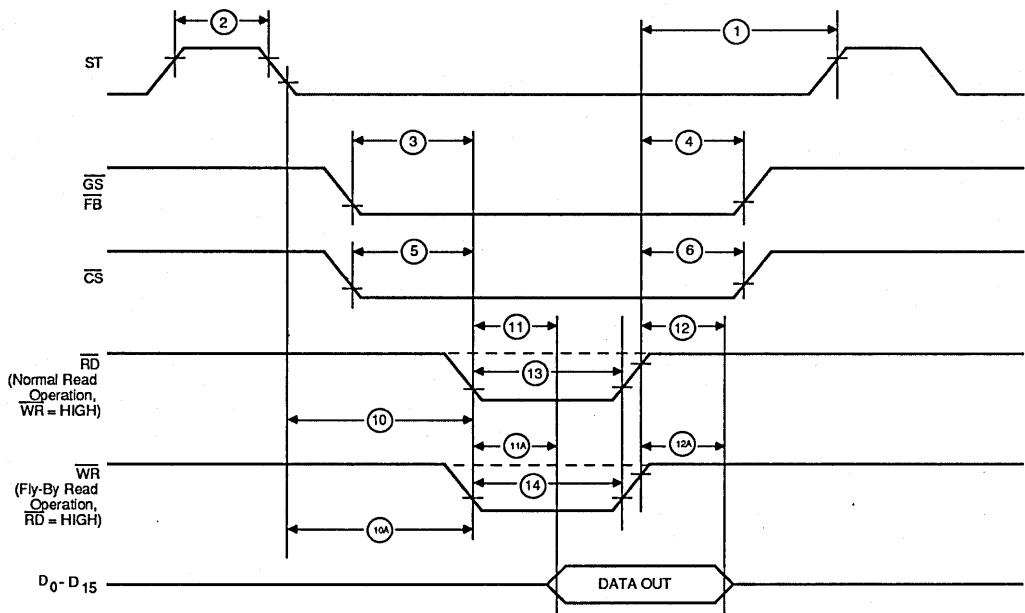 2
1
ST
3
4
GS
FB
5
6
CS
11
12
RD
(Normal Read
Operation,
WR = HIGH)
13
10
11A
12A
WR
(Fly-By Read
Operation,
RD = HIGH)
14
10A
D0 - D15
DATA OUT